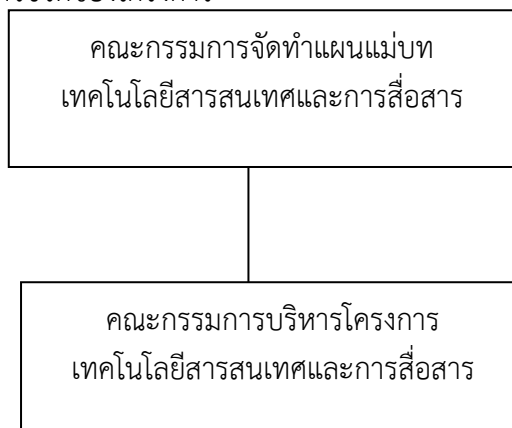 คณะกรรมการจัดทำแผนแม่บท
เทคโนโลยีสารสนเทศและการสื่อสาร
คณะกรรมการบริหารโครงการ
เทคโนโลยีสารสนเทศและการสื่อสาร